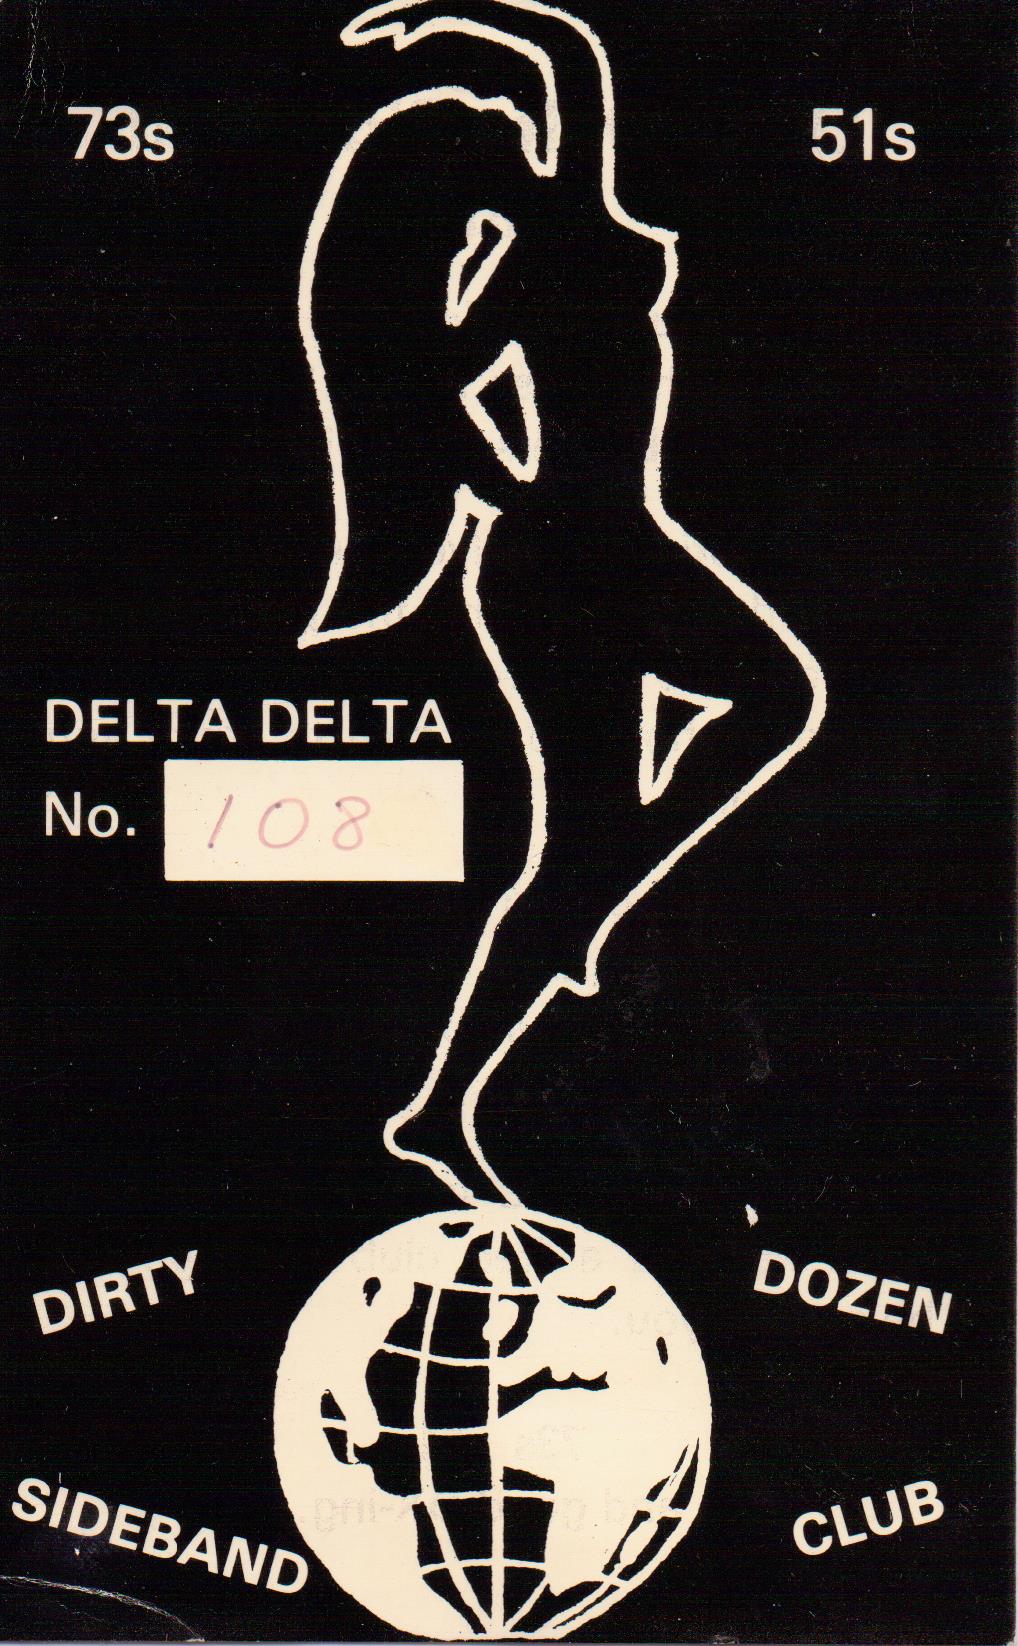 73s 51s
DELTA DELTA
No. 108
DIRTY DOZEN
SIDEBAND CLUB